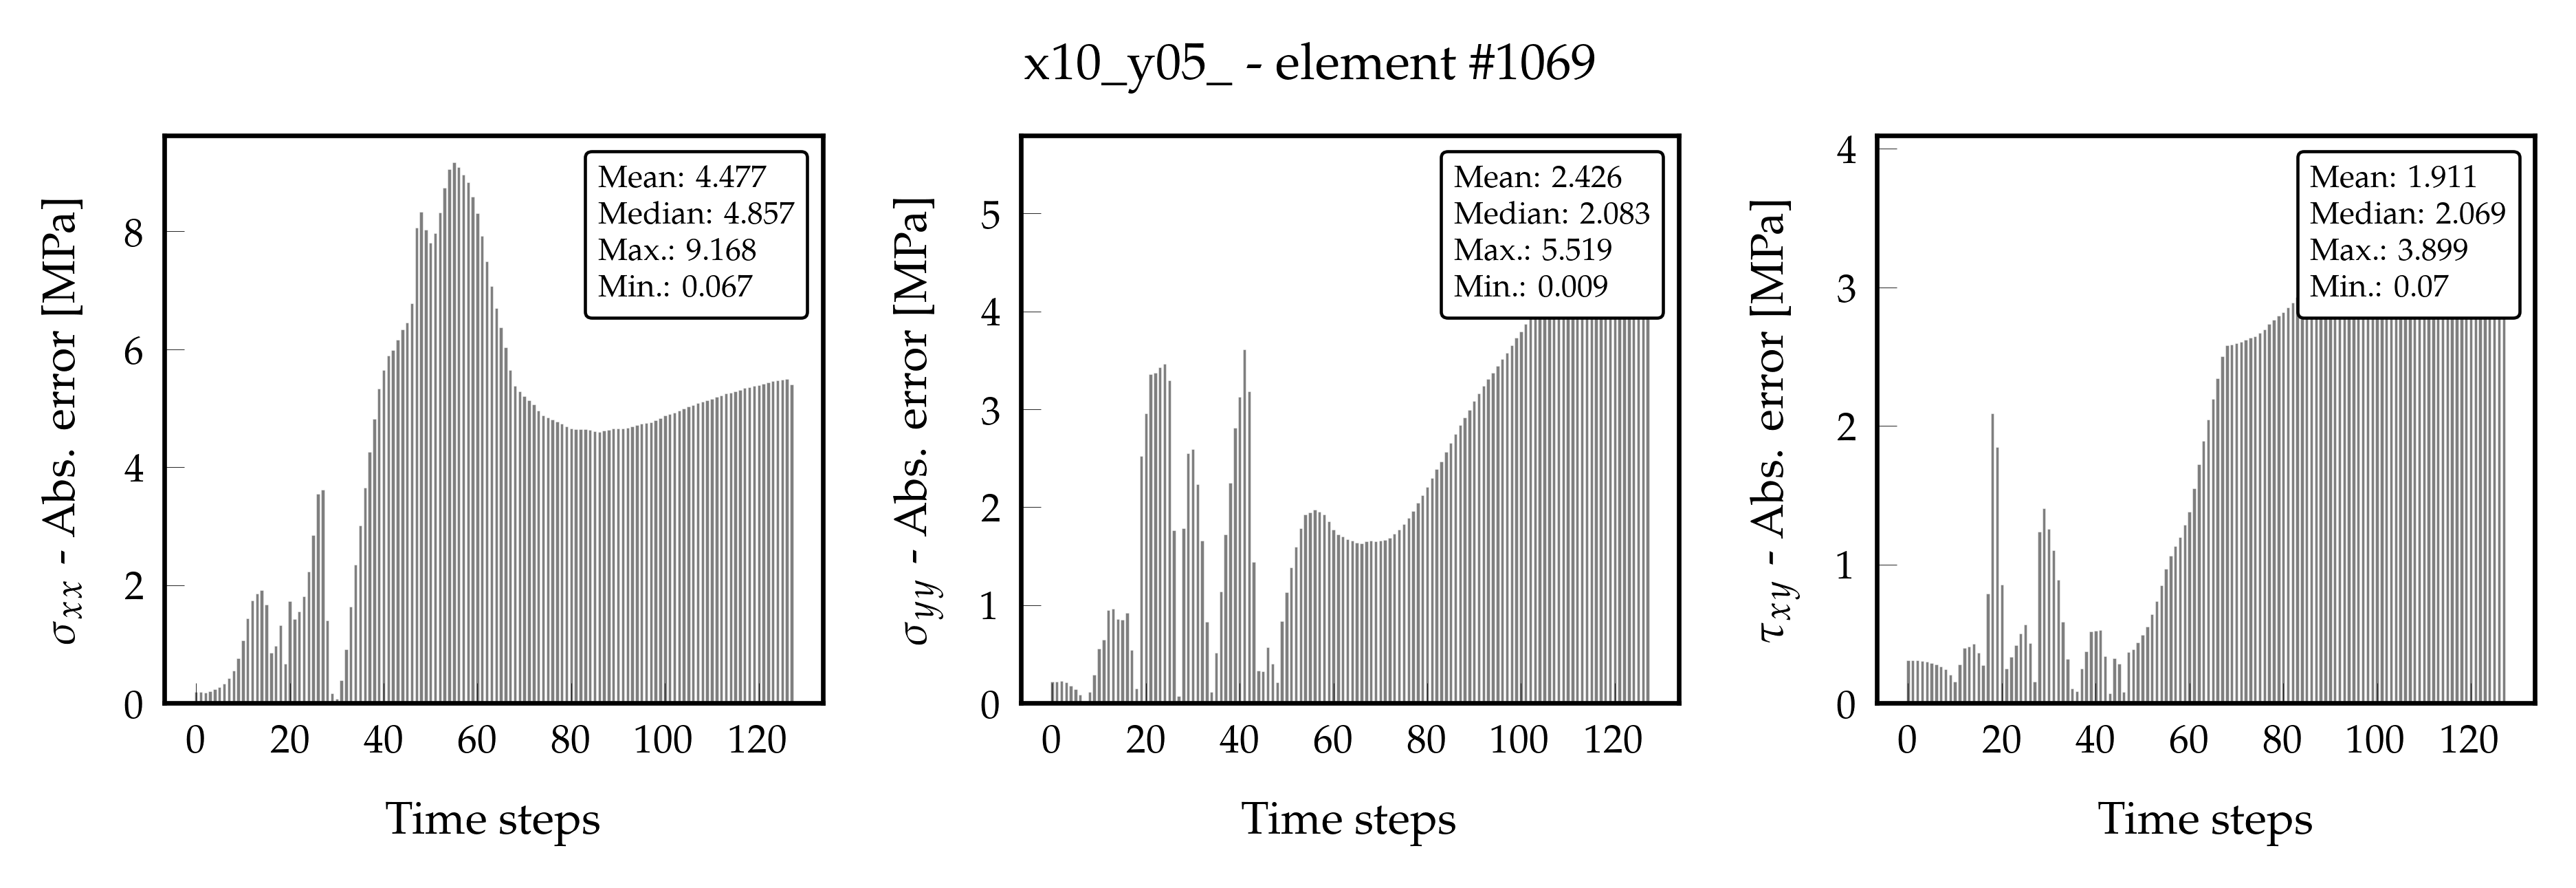 x10_y05_ - element #1069
σxx - Abs. error [MPa]
8
6
4
2
0
Mean: 4.477
Median: 4.857
Max.: 9.168
Min.: 0.067
0 20 40 60 80 100 120
Time steps
σyy - Abs. error [MPa]
5
4
3
2
1
0
Mean: 2.426
Median: 2.083
Max.: 5.519
Min.: 0.009
0 20 40 60 80 100 120
Time steps
τxy - Abs. error [MPa]
4
3
2
1
0
Mean: 1.911
Median: 2.069
Max.: 3.899
Min.: 0.07
0 20 40 60 80 100 120
Time steps